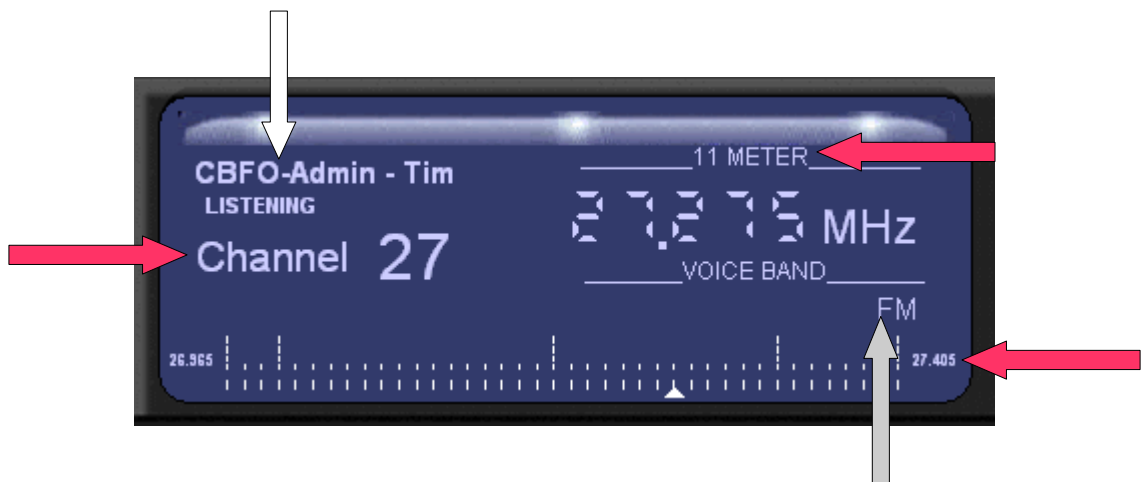 CBFO-Admin - Tim
LISTENING
Channel 27
11 METER
27.275 MHz
VOICE BAND
FM
26.965
27.405